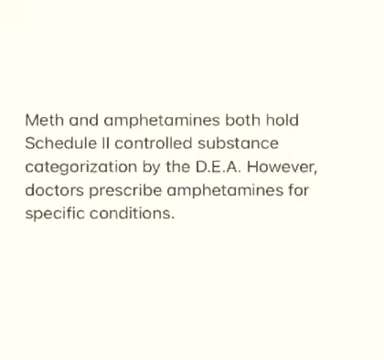 Meth and amphetamines both hold
Schedule II controlled substance
categorization by the D.E.A. However,
doctors prescribe amphetamines for
specific conditions.